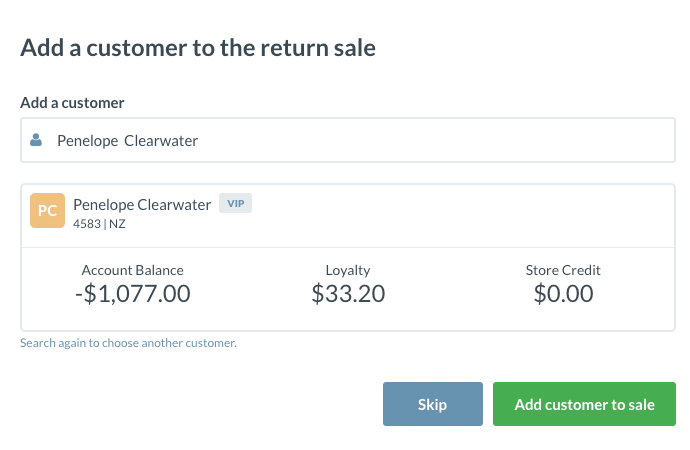 Add a customer to the return sale
Add a customer
Penelope Clearwater
PC
Penelope Clearwater VIP
4583 | NZ
Account Balance Loyalty Store Credit
-$1,077.00 $33.20 $0.00
Search again to choose another customer.
Skip Add customer to sale